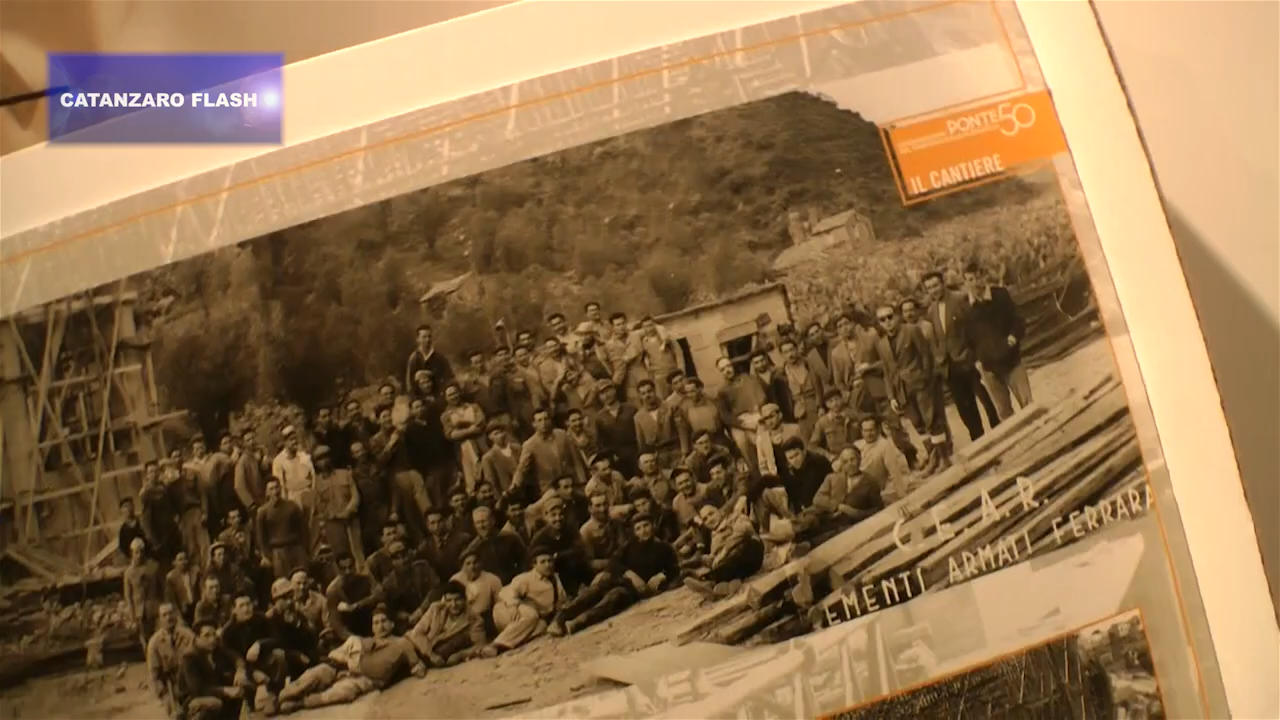 CATANZARO FLASH
PONTE50
IL CANTIERE
C.E.A.R.
EMENTI ARMATI FERRARA